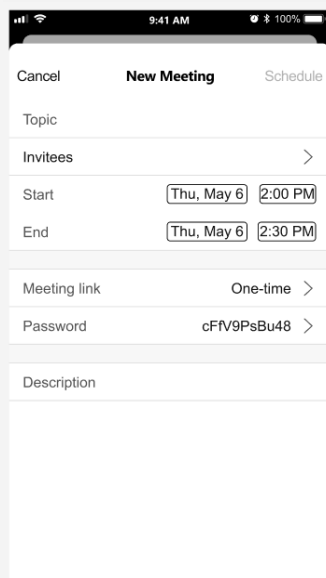 9:41 AM 100%
Cancel New Meeting Schedule
Topic
Invitees
Start Thu, May 6 2:00 PM
End Thu, May 6 2:30 PM
Meeting link One-time
Password cFfV9PsBu48
Description